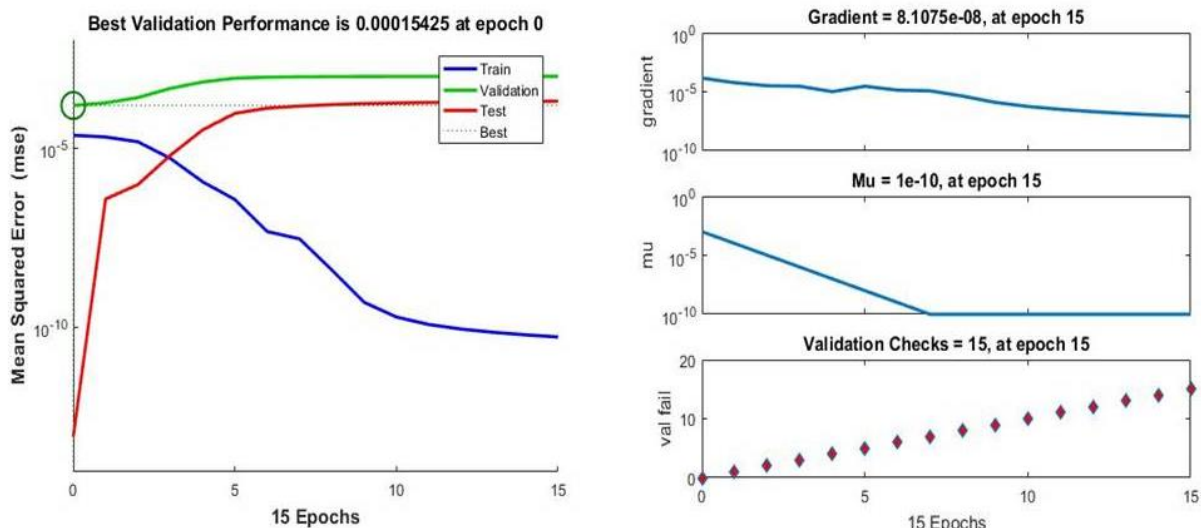 Best Validation Performance is 0.00015425 at epoch 0
Mean Squared Error (mse)
10^-5
10^-10
Train
Validation
Test
Best
0 5 10 15
15 Epochs
Gradient = 8.1075e-08, at epoch 15
gradient
10^0
10^-5
10^-10
Mu = 1e-10, at epoch 15
mu
10^0
10^-5
10^-10
Validation Checks = 15, at epoch 15
val fail
20
10
0
0 5 10 15
15 Epochs